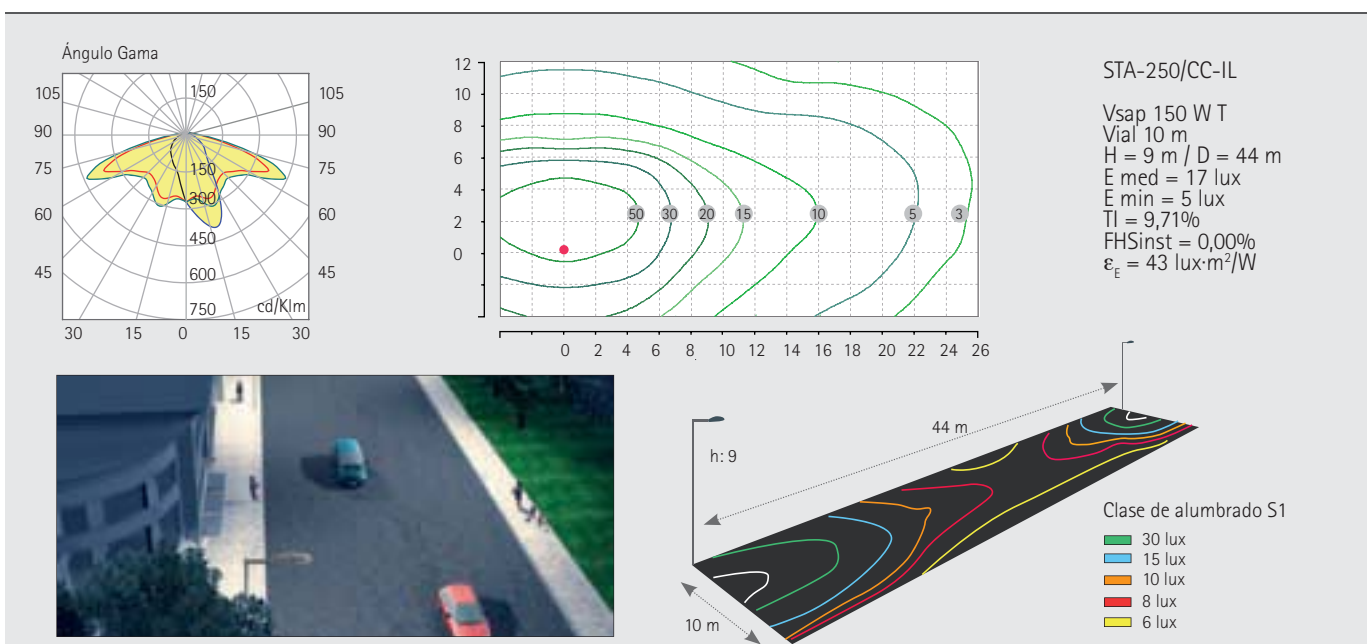 Ángulo Gama
150
105
105
90
90
75
75
60
60
45
45
150
300
450
600
750
cd/Klm
30
15
0
15
30
12
10
8
6
4
2
0
50
30
20
15
10
5
3
0
2
4
6
8
10
12
14
16
18
20
22
24
26
STA-250/CC-IL
Vsap 150 W T
Vial 10 m
H = 9 m / D = 44 m
E med = 17 lux
E min = 5 lux
TI = 9,71%
FHSinst = 0,00%
εE = 43 lux·m²/W
44 m
h: 9
10 m
Clase de alumbrado S1
30 lux
15 lux
10 lux
8 lux
6 lux